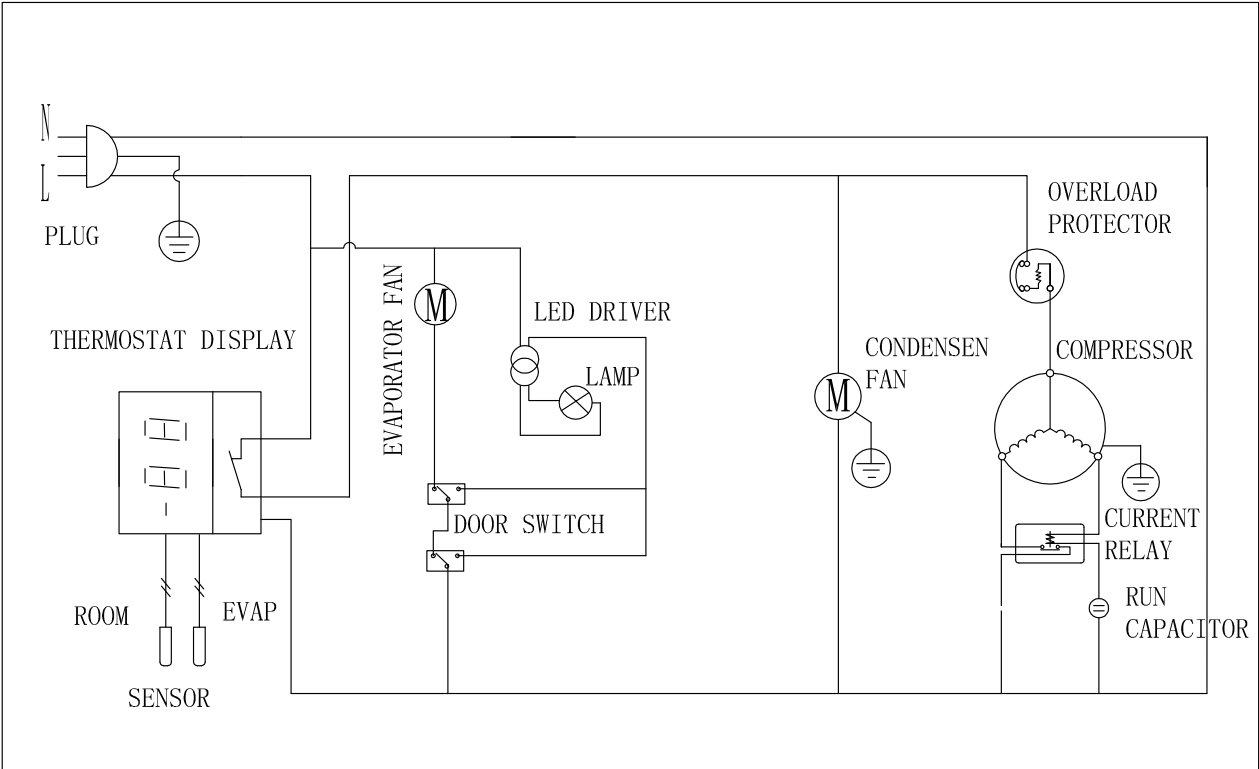 N
L
PLUG
OVERLOAD
PROTECTOR
EVAPORATOR FAN
M
LED DRIVER
THERMOSTAT DISPLAY
LAMP
CONDENSEN
FAN
M
COMPRESSOR
DOOR SWITCH
CURRENT
RELAY
ROOM
EVAP
RUN
CAPACITOR
SENSOR